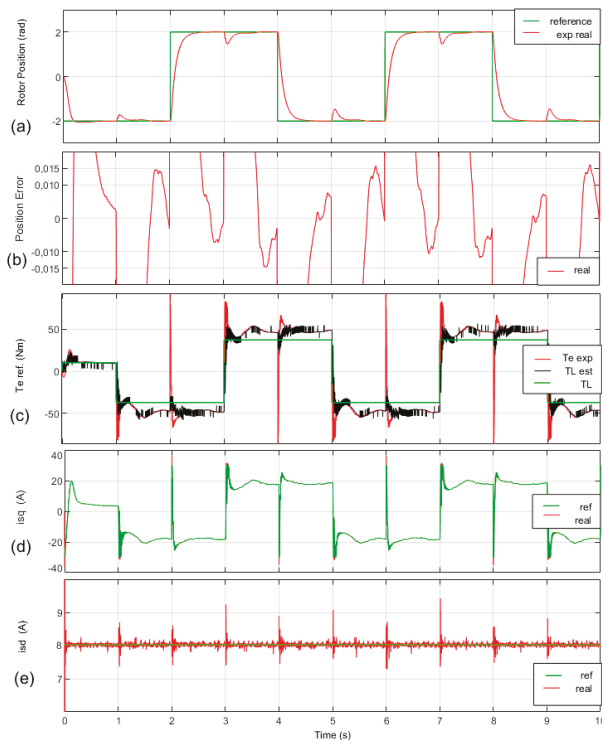 Rotor Position (rad)
2
0
-2
reference
exp real
(a)
Position Error
0,015
0,010
0
-0,010
-0,015
real
(b)
Te ref. (Nm)
50
0
-50
Te exp
TL est
TL
(c)
isq (A)
40
20
0
-20
-40
ref
real
(d)
isd (A)
9
8
7
ref
real
(e)
0 1 2 3 4 5 6 7 8 9 10
Time (s)